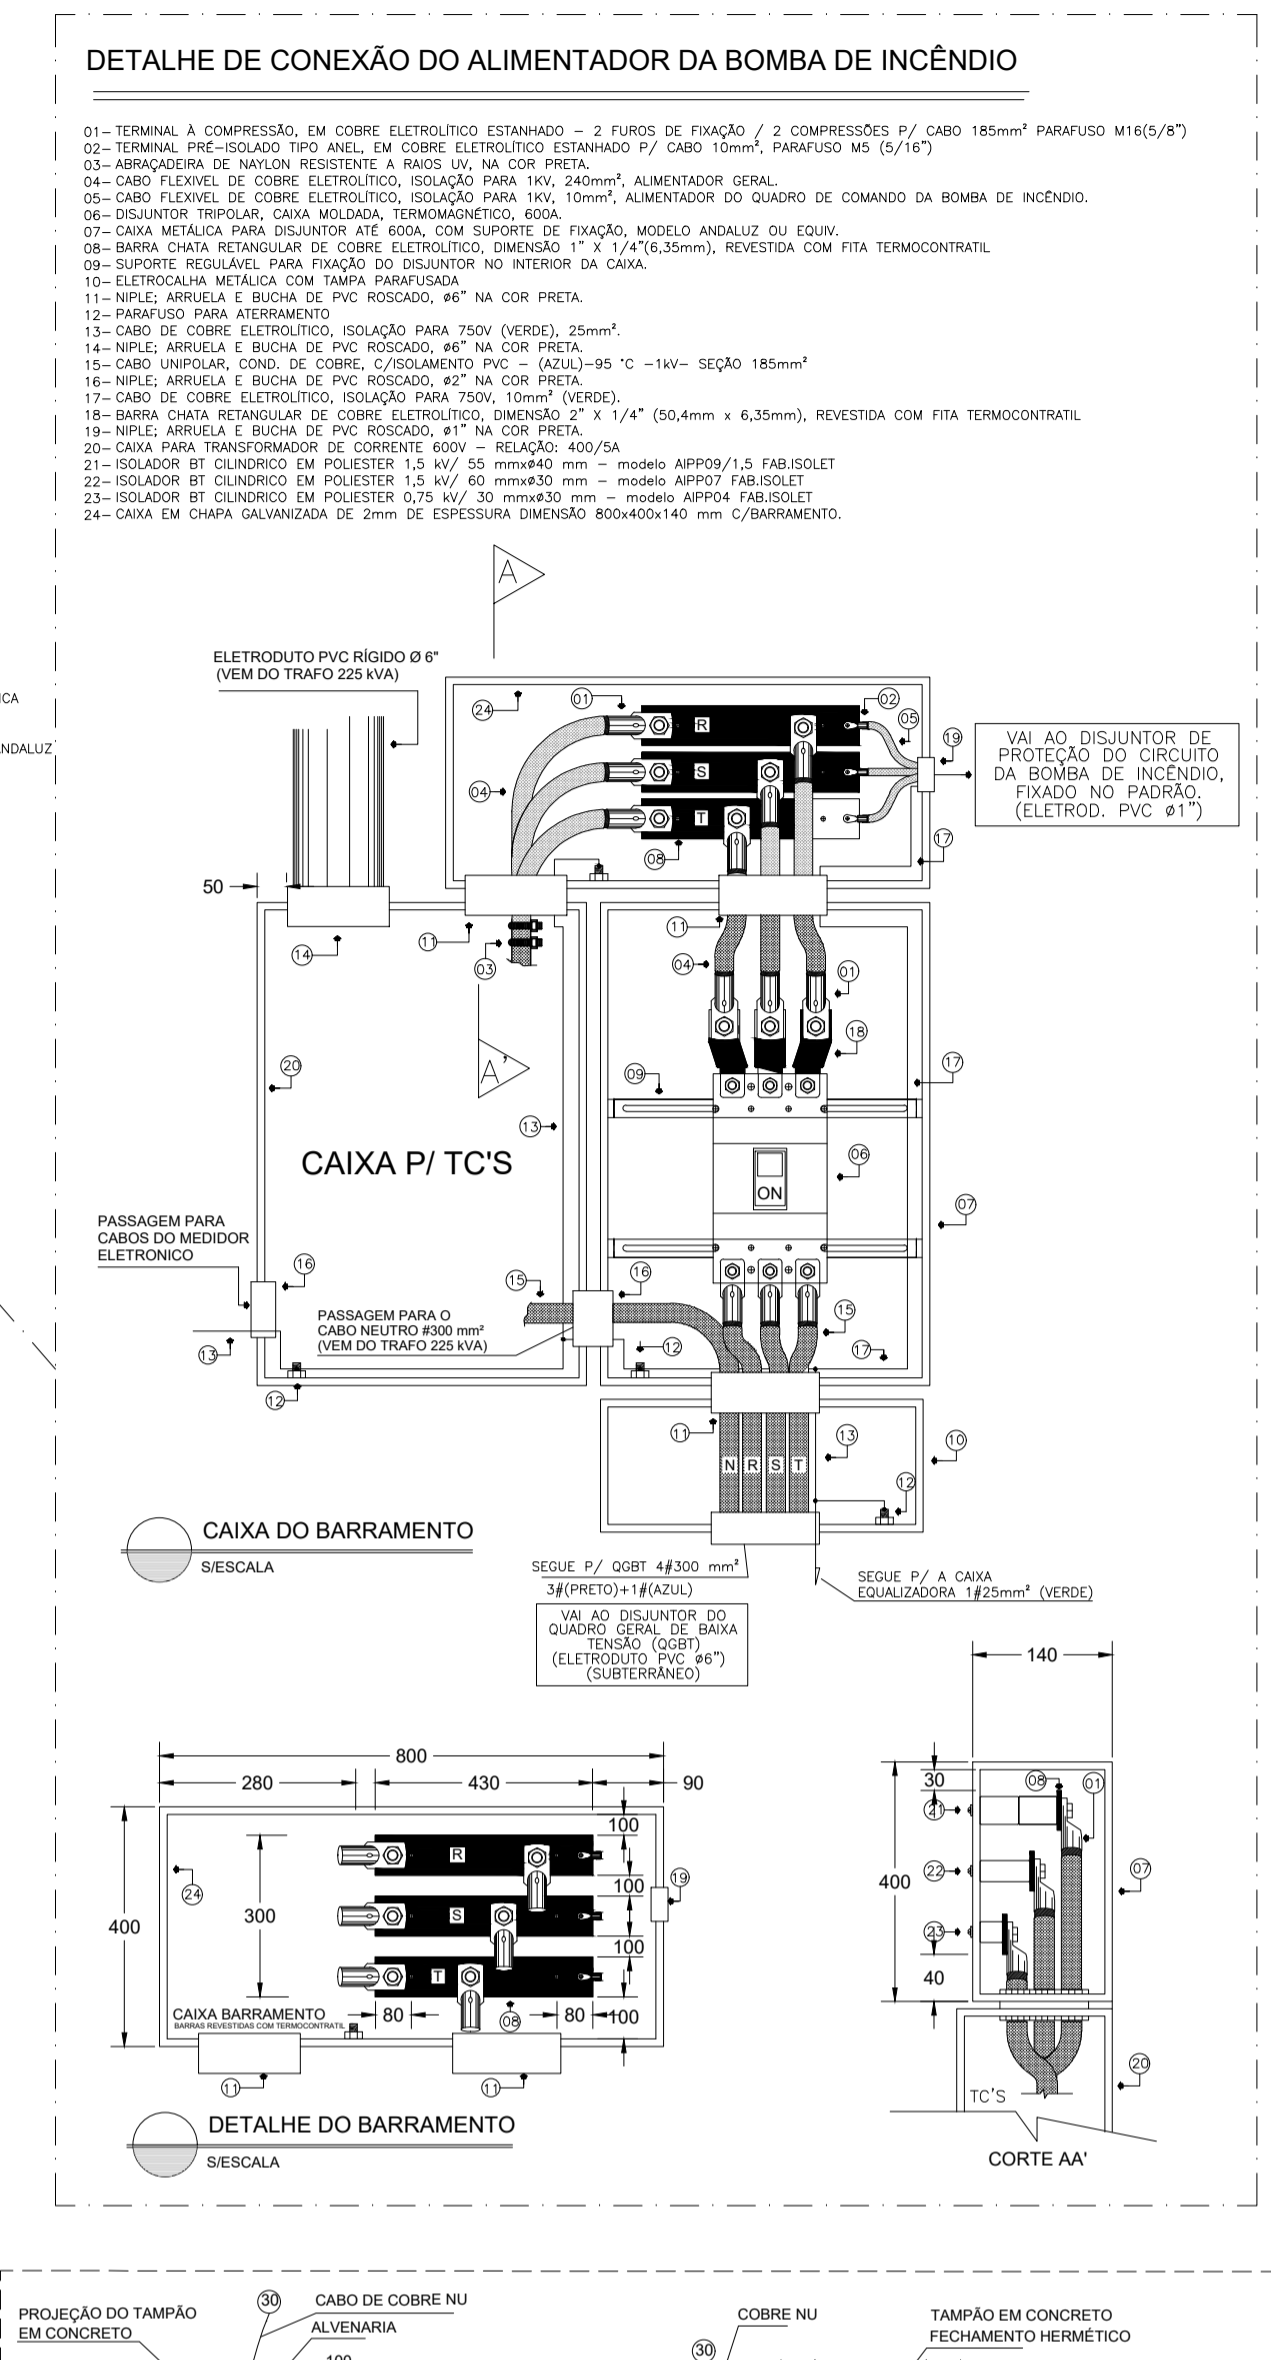 DETALHE DE CONEXÃO DO ALIMENTADOR DA BOMBA DE INCÊNDIO
01- TERMINAL À COMPRESSÃO, EM COBRE ELETROLÍTICO ESTANHADO - 2 FUROS DE FIXAÇÃO / 2 COMPRESSÕES P/ CABO 185mm² PARAFUSO M16(5/8")
02- TERMINAL PRÉ-ISOLADO TIPO ANEL, EM COBRE ELETROLÍTICO ESTANHADO P/ CABO 10mm², PARAFUSO M5 (5/16")
03- ABRAÇADEIRA DE NAYLON RESISTENTE A RAIOS UV, NA COR PRETA.
04- CABO FLEXIVEL DE COBRE ELETROLÍTICO, ISOLAÇÃO PARA 1KV, 240mm², ALIMENTADOR GERAL.
05- CABO FLEXIVEL DE COBRE ELETROLÍTICO, ISOLAÇÃO PARA 1KV, 10mm², ALIMENTADOR DO QUADRO DE COMANDO DA BOMBA DE INCÊNDIO.
06- DISJUNTOR TRIPOLAR, CAIXA MOLDADA, TERMOMAGNÉTICO, 600A.
07- CAIXA METÁLICA PARA DISJUNTOR ATÉ 600A, COM SUPORTE DE FIXAÇÃO, MODELO ANDALUZ OU EQUIV.
08- BARRA CHATA RETANGULAR DE COBRE ELETROLÍTICO, DIMENSÃO 1" X 1/4"(6,35mm), REVESTIDA COM FITA TERMOCONTRATIL
09- SUPORTE REGULÁVEL PARA FIXAÇÃO DO DISJUNTOR NO INTERIOR DA CAIXA.
10- ELETROCALHA METÁLICA COM TAMPA PARAFUSADA
11- NIPLE; ARRUELA E BUCHA DE PVC ROSCADO, ø6" NA COR PRETA.
12- PARAFUSO PARA ATERRAMENTO
13- CABO DE COBRE ELETROLÍTICO, ISOLAÇÃO PARA 750V (VERDE), 25mm².
14- NIPLE; ARRUELA E BUCHA DE PVC ROSCADO, ø6" NA COR PRETA.
15- CABO UNIPOLAR, COND. DE COBRE, C/ISOLAMENTO PVC - (AZUL)-95 °C -1kV- SEÇÃO 185mm²
16- NIPLE; ARRUELA E BUCHA DE PVC ROSCADO, ø2" NA COR PRETA.
17- CABO DE COBRE ELETROLÍTICO, ISOLAÇÃO PARA 750V, 10mm² (VERDE).
18- BARRA CHATA RETANGULAR DE COBRE ELETROLÍTICO, DIMENSÃO 2" X 1/4" (50,4mm x 6,35mm), REVESTIDA COM FITA TERMOCONTRATIL
19- NIPLE; ARRUELA E BUCHA DE PVC ROSCADO, ø1" NA COR PRETA.
20- CAIXA PARA TRANSFORMADOR DE CORRENTE 600V - RELAÇÃO: 400/5A
21- ISOLADOR BT CILINDRICO EM POLIESTER 1,5 kV/ 55 mmxø40 mm - modelo AIPP09/1,5 FAB.ISOLET
22- ISOLADOR BT CILINDRICO EM POLIESTER 1,5 kV/ 60 mmxø30 mm - modelo AIPP07 FAB.ISOLET
23- ISOLADOR BT CILINDRICO EM POLIESTER 0,75 kV/ 30 mmxø30 mm - modelo AIPP04 FAB.ISOLET
24- CAIXA EM CHAPA GALVANIZADA DE 2mm DE ESPESSURA DIMENSÃO 800x400x140 mm C/BARRAMENTO.
A
ELETRODUTO PVC RÍGIDO Ø 6"
(VEM DO TRAFO 225 kVA)
ICA
ANDALUZ
24
01
R
02
05
19
VAI AO DISJUNTOR DE
PROTEÇÃO DO CIRCUITO
DA BOMBA DE INCÊNDIO,
FIXADO NO PADRÃO.
(ELETROD. PVC ø1")
S
04
T
08
17
50
14
11
03
11
04
01
18
20
A'
09
17
13
CAIXA P/ TC'S
06
ON
07
PASSAGEM PARA
CABOS DO MEDIDOR
ELETRONICO
16
15
16
PASSAGEM PARA O
CABO NEUTRO #300 mm²
(VEM DO TRAFO 225 kVA)
15
13
12
17
12
11
13
10
N R S T
12
CAIXA DO BARRAMENTO
S/ESCALA
SEGUE P/ QGBT 4#300 mm²
3#(PRETO)+1#(AZUL)
SEGUE P/ A CAIXA
EQUALIZADORA 1#25mm² (VERDE)
VAI AO DISJUNTOR DO
QUADRO GERAL DE BAIXA
TENSÃO (QGBT)
(ELETRODUTO PVC ø6")
(SUBTERRÂNEO)
140
800
280
430
90
30
08
01
100
21
R
24
100
19
400
22
07
400
300
S
100
23
T
40
CAIXA BARRAMENTO
BARRAS REVESTIDAS COM TERMOCONTRATIL
80
08
80
100
11
11
20
TC'S
DETALHE DO BARRAMENTO
S/ESCALA
CORTE AA'
30
CABO DE COBRE NU
PROJEÇÃO DO TAMPÃO
EM CONCRETO
ALVENARIA
100
COBRE NU
30
TAMPÃO EM CONCRETO
FECHAMENTO HERMÉTICO